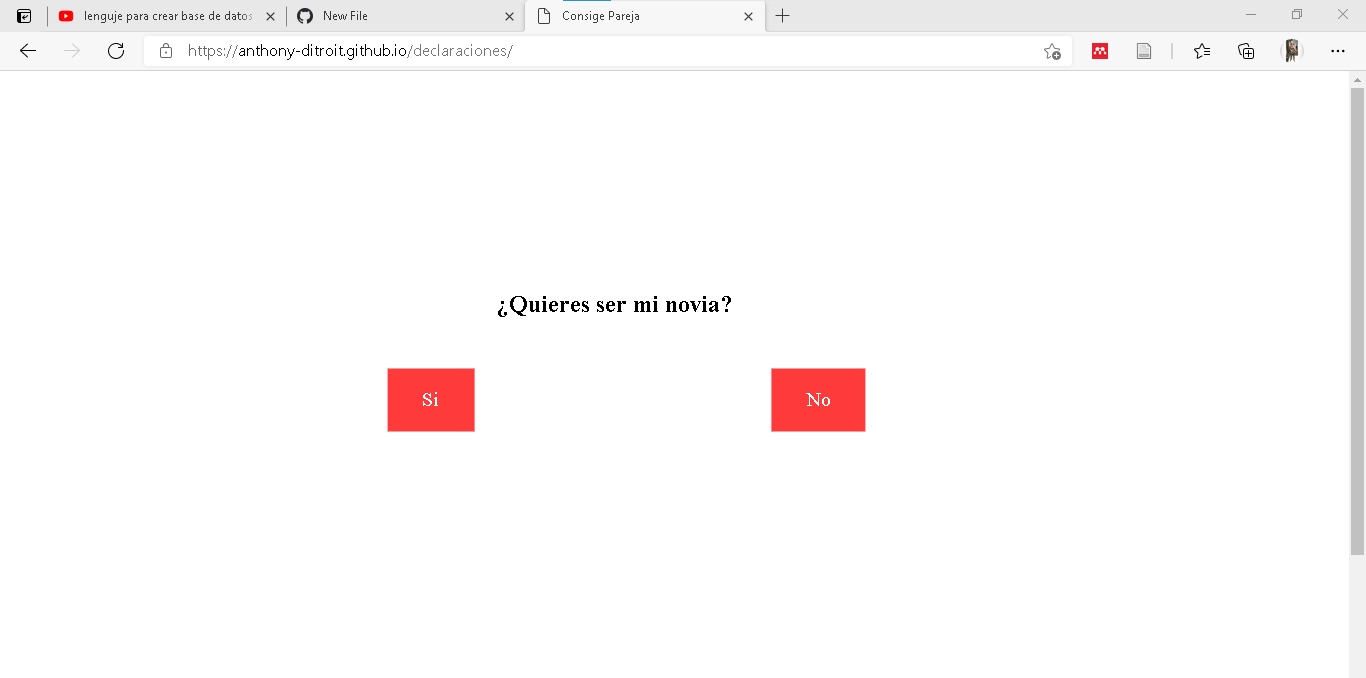 lenguje para crear base de datos
New File
Consige Pareja
https://anthony-ditroit.github.io/declaraciones/
¿Quieres ser mi novia?
Si
No